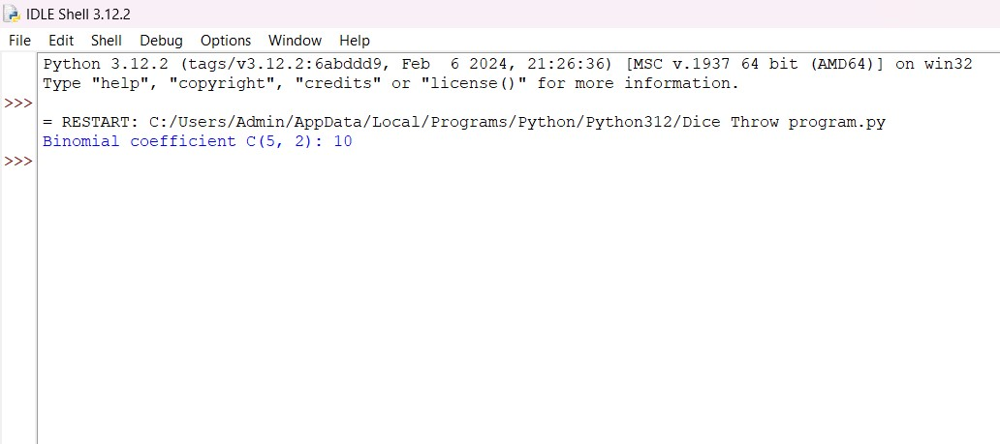 IDLE Shell 3.12.2
File Edit Shell Debug Options Window Help
Python 3.12.2 (tags/v3.12.2:6abddd9, Feb  6 2024, 21:26:36) [MSC v.1937 64 bit (AMD64)] on win32
Type "help", "copyright", "credits" or "license()" for more information.
>>>
= RESTART: C:/Users/Admin/AppData/Local/Programs/Python/Python312/Dice Throw program.py
Binomial coefficient C(5, 2): 10
>>>